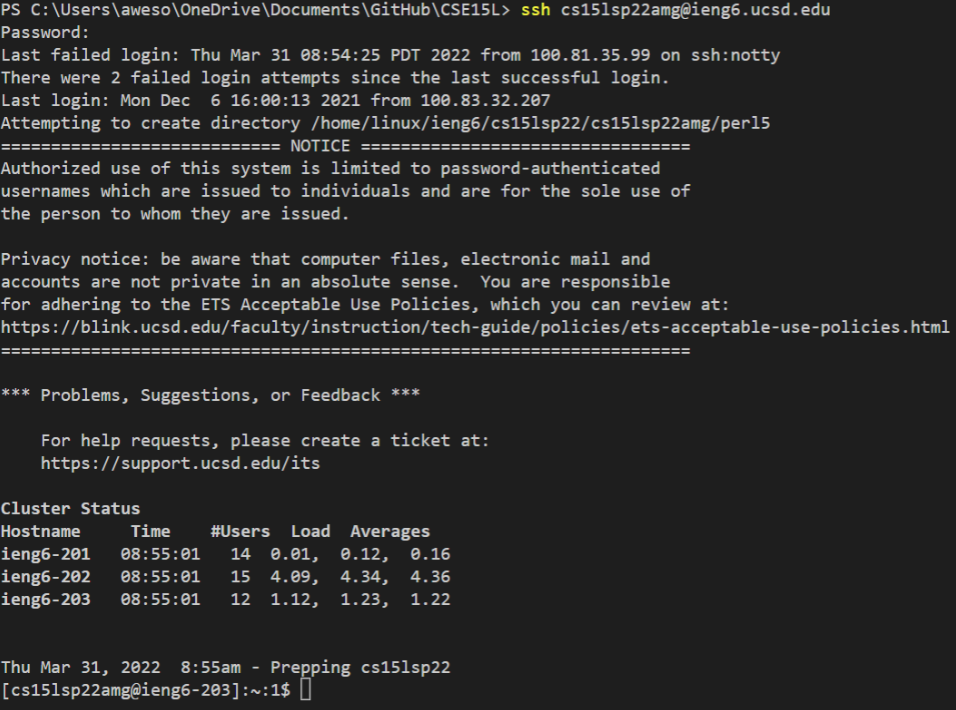 PS C:\Users\aweso\OneDrive\Documents\GitHub\CSE15L> ssh cs15lsp22amg@ieng6.ucsd.edu
Password:
Last failed login: Thu Mar 31 08:54:25 PDT 2022 from 100.81.35.99 on ssh:notty
There were 2 failed login attempts since the last successful login.
Last login: Mon Dec  6 16:00:13 2021 from 100.83.32.207
Attempting to create directory /home/linux/ieng6/cs15lsp22/cs15lsp22amg/perl5
============================ NOTICE =================================
Authorized use of this system is limited to password-authenticated
usernames which are issued to individuals and are for the sole use of
the person to whom they are issued.

Privacy notice: be aware that computer files, electronic mail and
accounts are not private in an absolute sense.  You are responsible
for adhering to the ETS Acceptable Use Policies, which you can review at:
https://blink.ucsd.edu/faculty/instruction/tech-guide/policies/ets-acceptable-use-policies.html
=====================================================================

*** Problems, Suggestions, or Feedback ***

    For help requests, please create a ticket at:
    https://support.ucsd.edu/its

Cluster Status
Hostname     Time    #Users  Load  Averages
ieng6-201   08:55:01   14  0.01,  0.12,  0.16
ieng6-202   08:55:01   15  4.09,  4.34,  4.36
ieng6-203   08:55:01   12  1.12,  1.23,  1.22


Thu Mar 31, 2022  8:55am - Prepping cs15lsp22
[cs15lsp22amg@ieng6-203]:~:1$